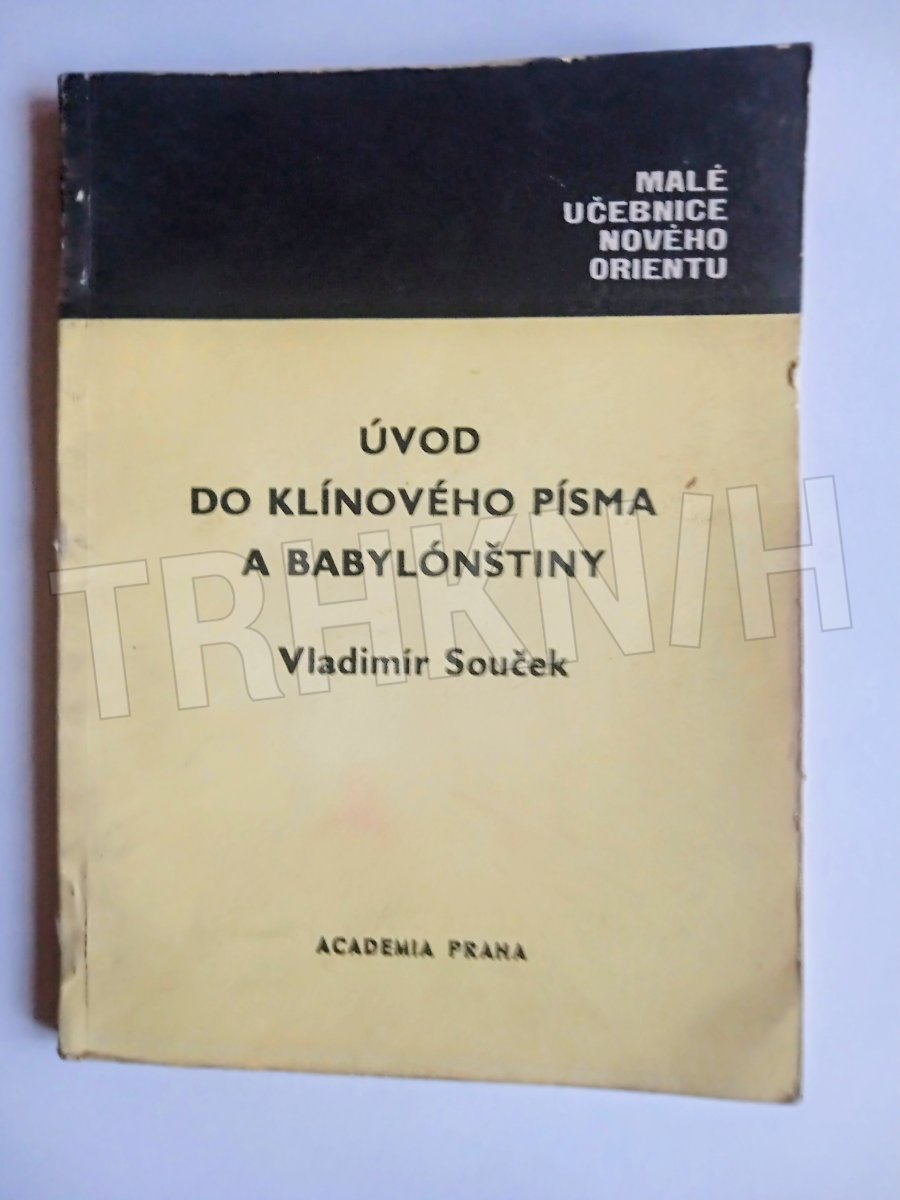 MALÉ
UČEBNICE
NOVÉHO
ORIENTU
ÚVOD
DO KLÍNOVÉHO PÍSMA
A BABYLÓNŠTINY
TRHKNIH
Vladimír Souček
ACADEMIA PRAHA